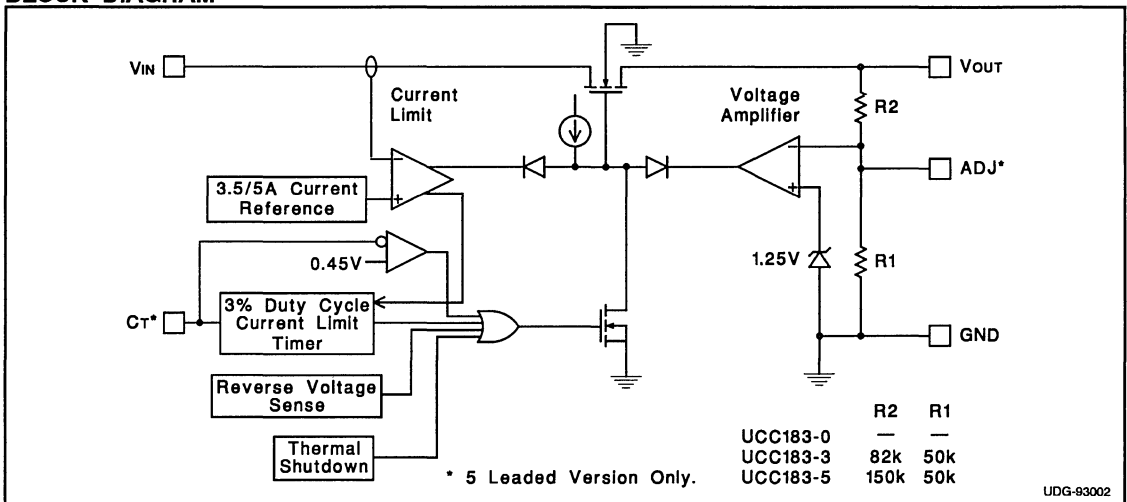 BLOCK DIAGRAM
VIN
VOUT
Current
Limit
Voltage
Amplifier
R2
ADJ*
3.5/5A Current
Reference
−
+
−
+
0.45V
1.25V
R1
CT*
3% Duty Cycle
Current Limit
Timer
GND
Reverse Voltage
Sense
Thermal
Shutdown
R2 R1
UCC183-0 — —
UCC183-3 82k 50k
UCC183-5 150k 50k
* 5 Leaded Version Only.
UDG-93002